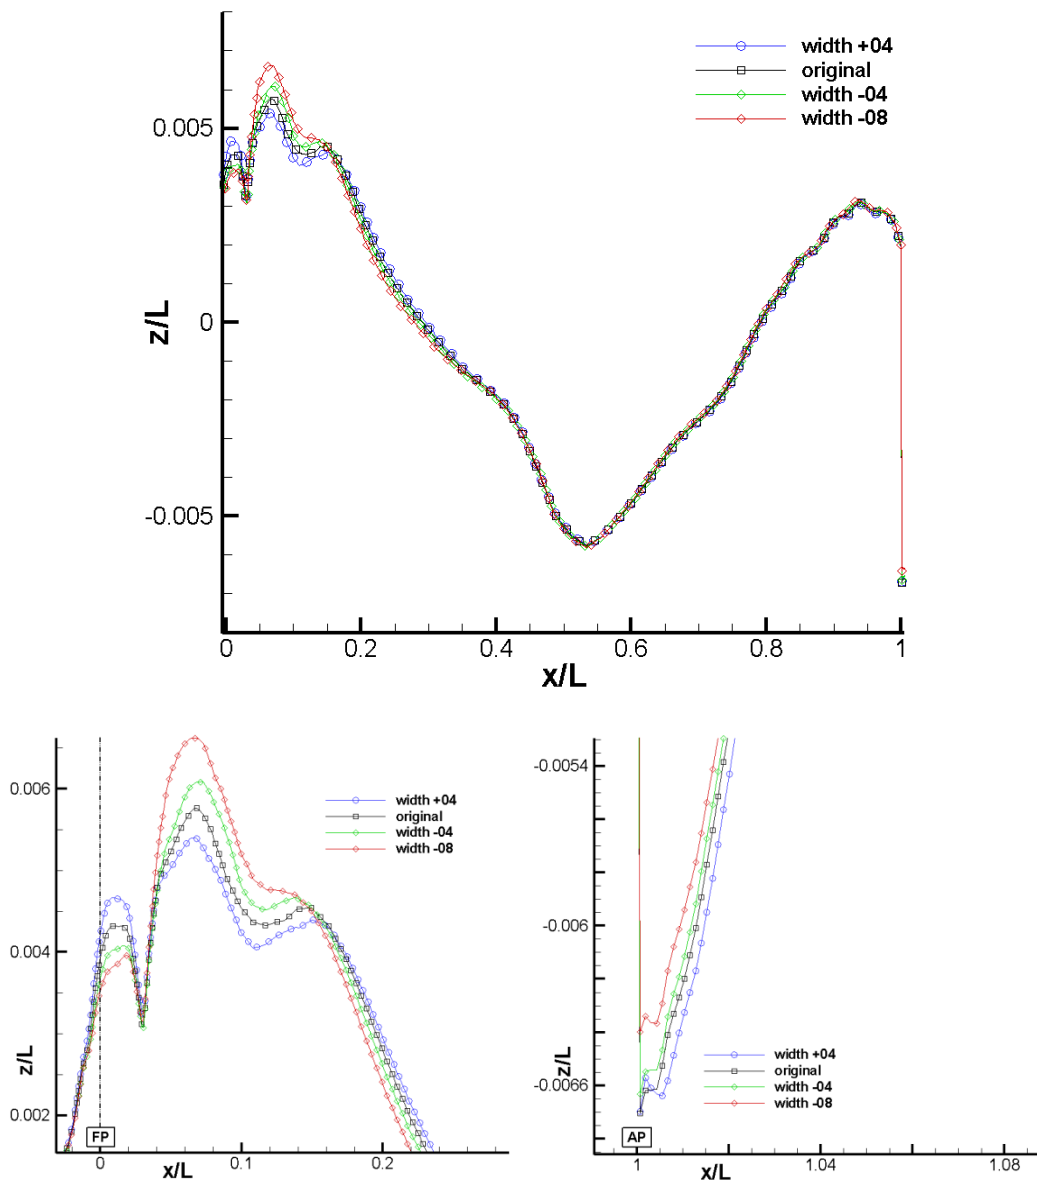 width +04
original
width -04
width -08
0.005
0
-0.005
z/L
0 0.2 0.4 0.6 0.8 1
x/L
0.006
0.004
0.002
z/L
width +04
original
width -04
width -08
FP
0 0.1 0.2
x/L
-0.0054
-0.006
-0.0066
z/L
width +04
original
width -04
width -08
AP
1 1.04 1.08
x/L